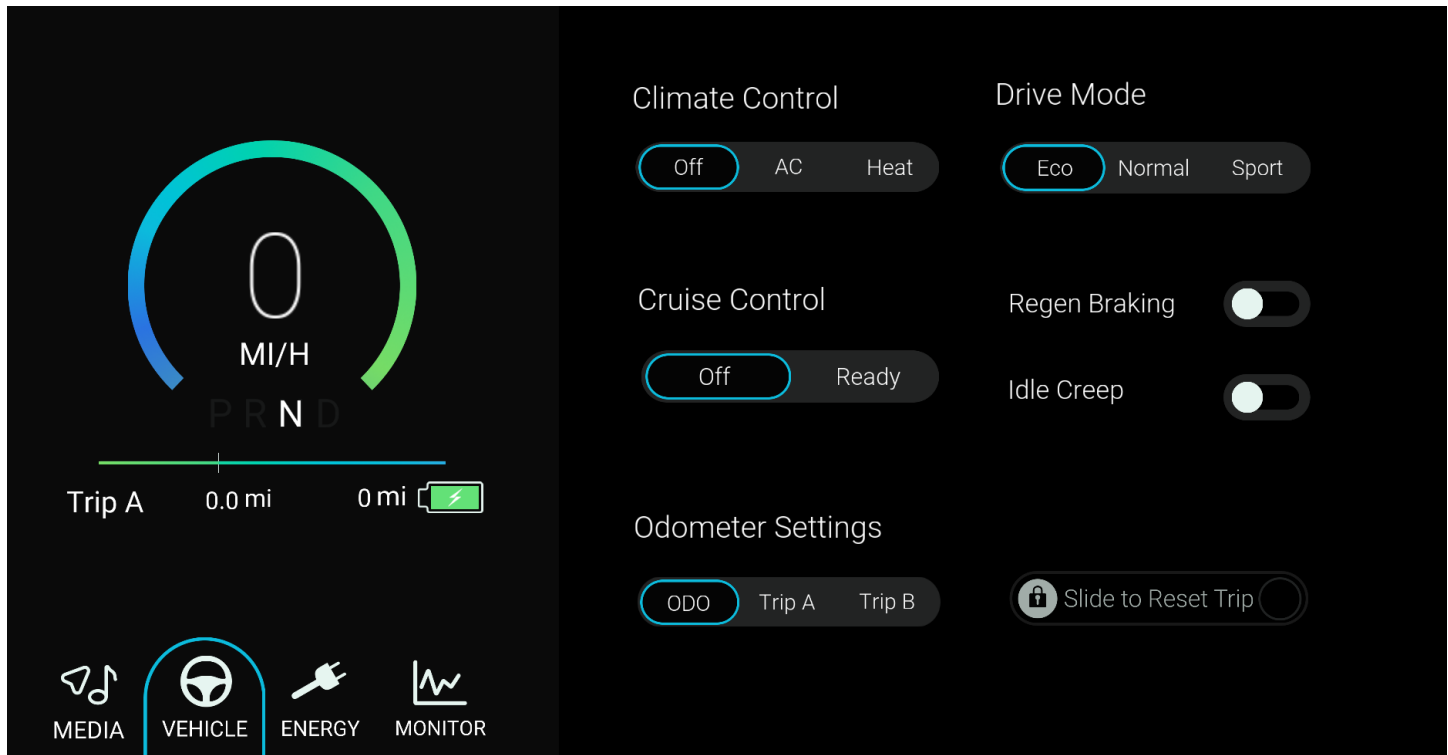 0
MI/H
P R N D
Trip A 0.0 mi 0 mi
MEDIA VEHICLE ENERGY MONITOR
Climate Control
Off AC Heat
Drive Mode
Eco Normal Sport
Cruise Control
Off Ready
Regen Braking
Idle Creep
Odometer Settings
ODO Trip A Trip B
Slide to Reset Trip